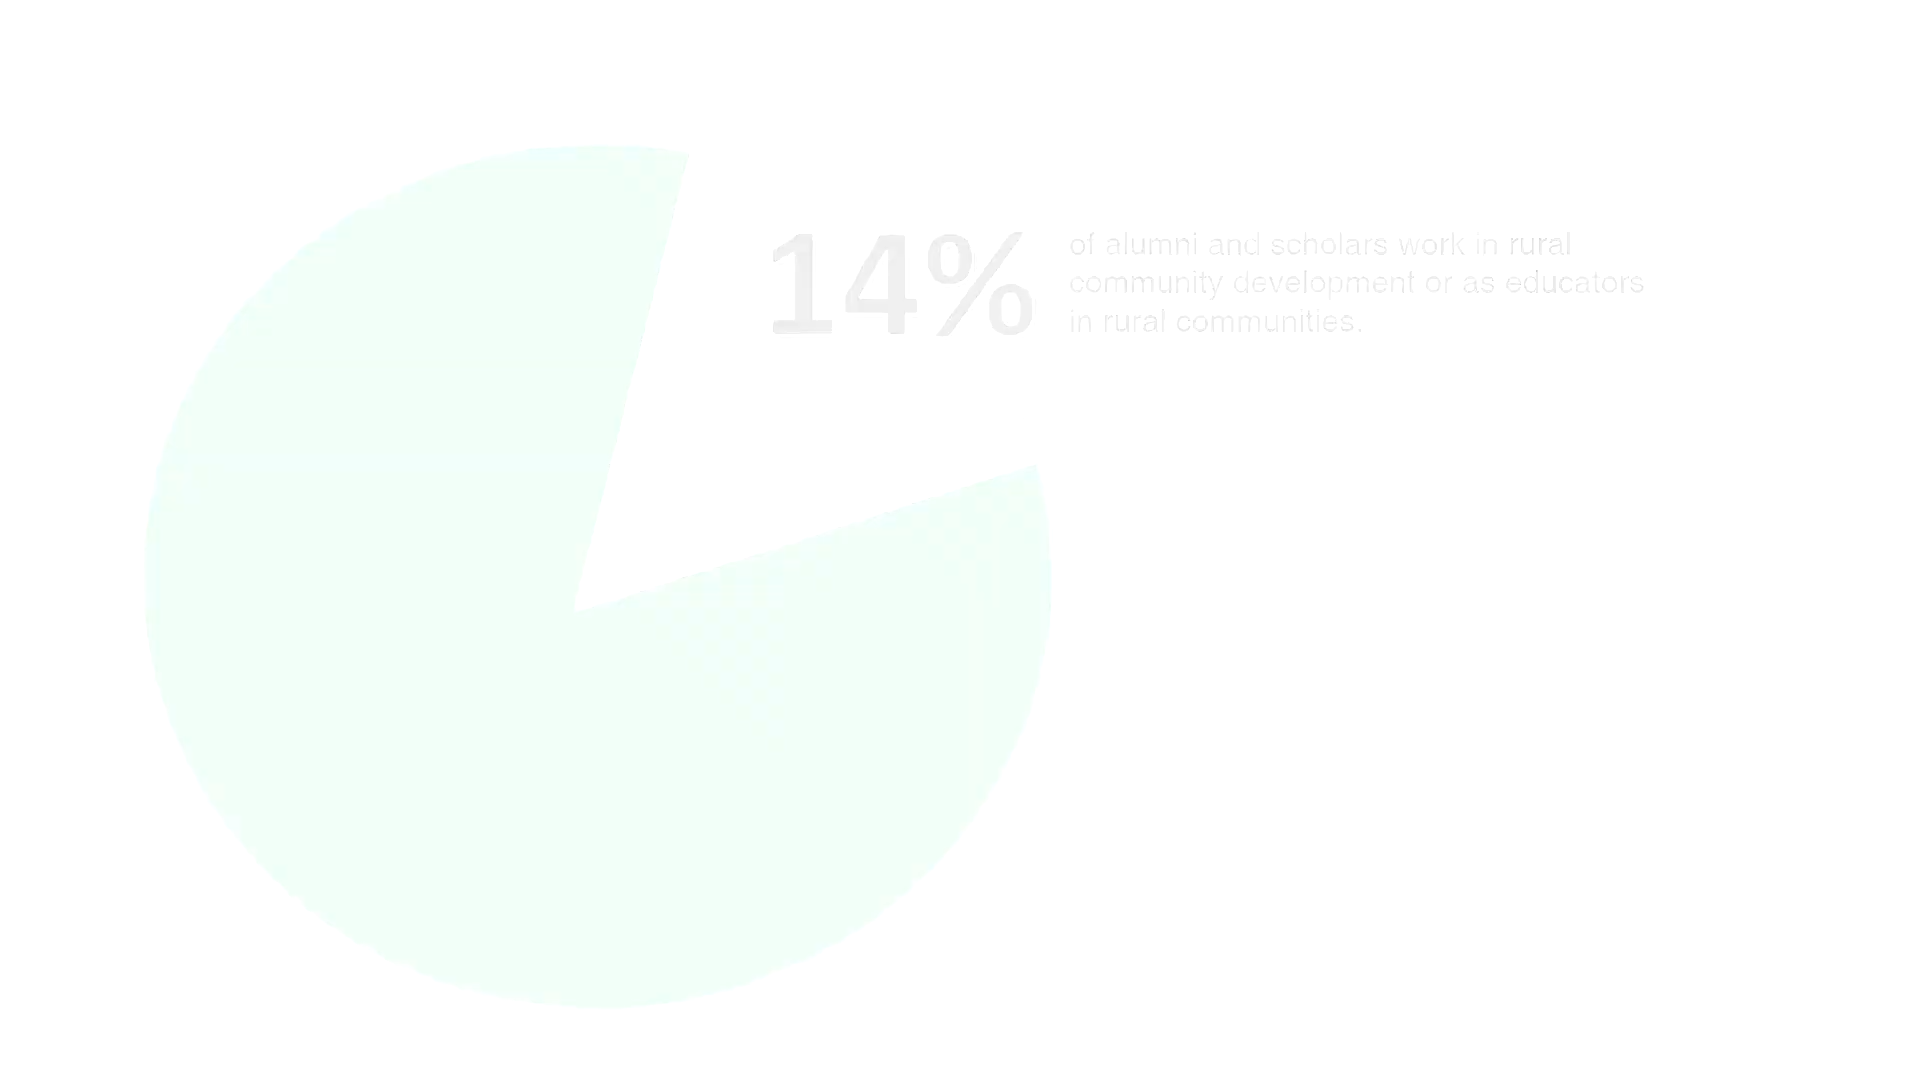 14%
of alumni and scholars work in rural
community development or as educators
in rural communities.